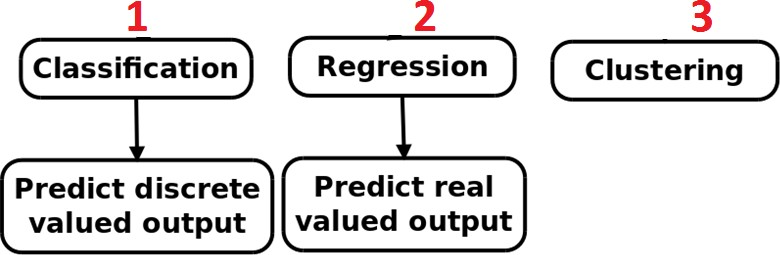 1
2
3
Classification
Regression
Clustering
Predict discrete
valued output
Predict real
valued output